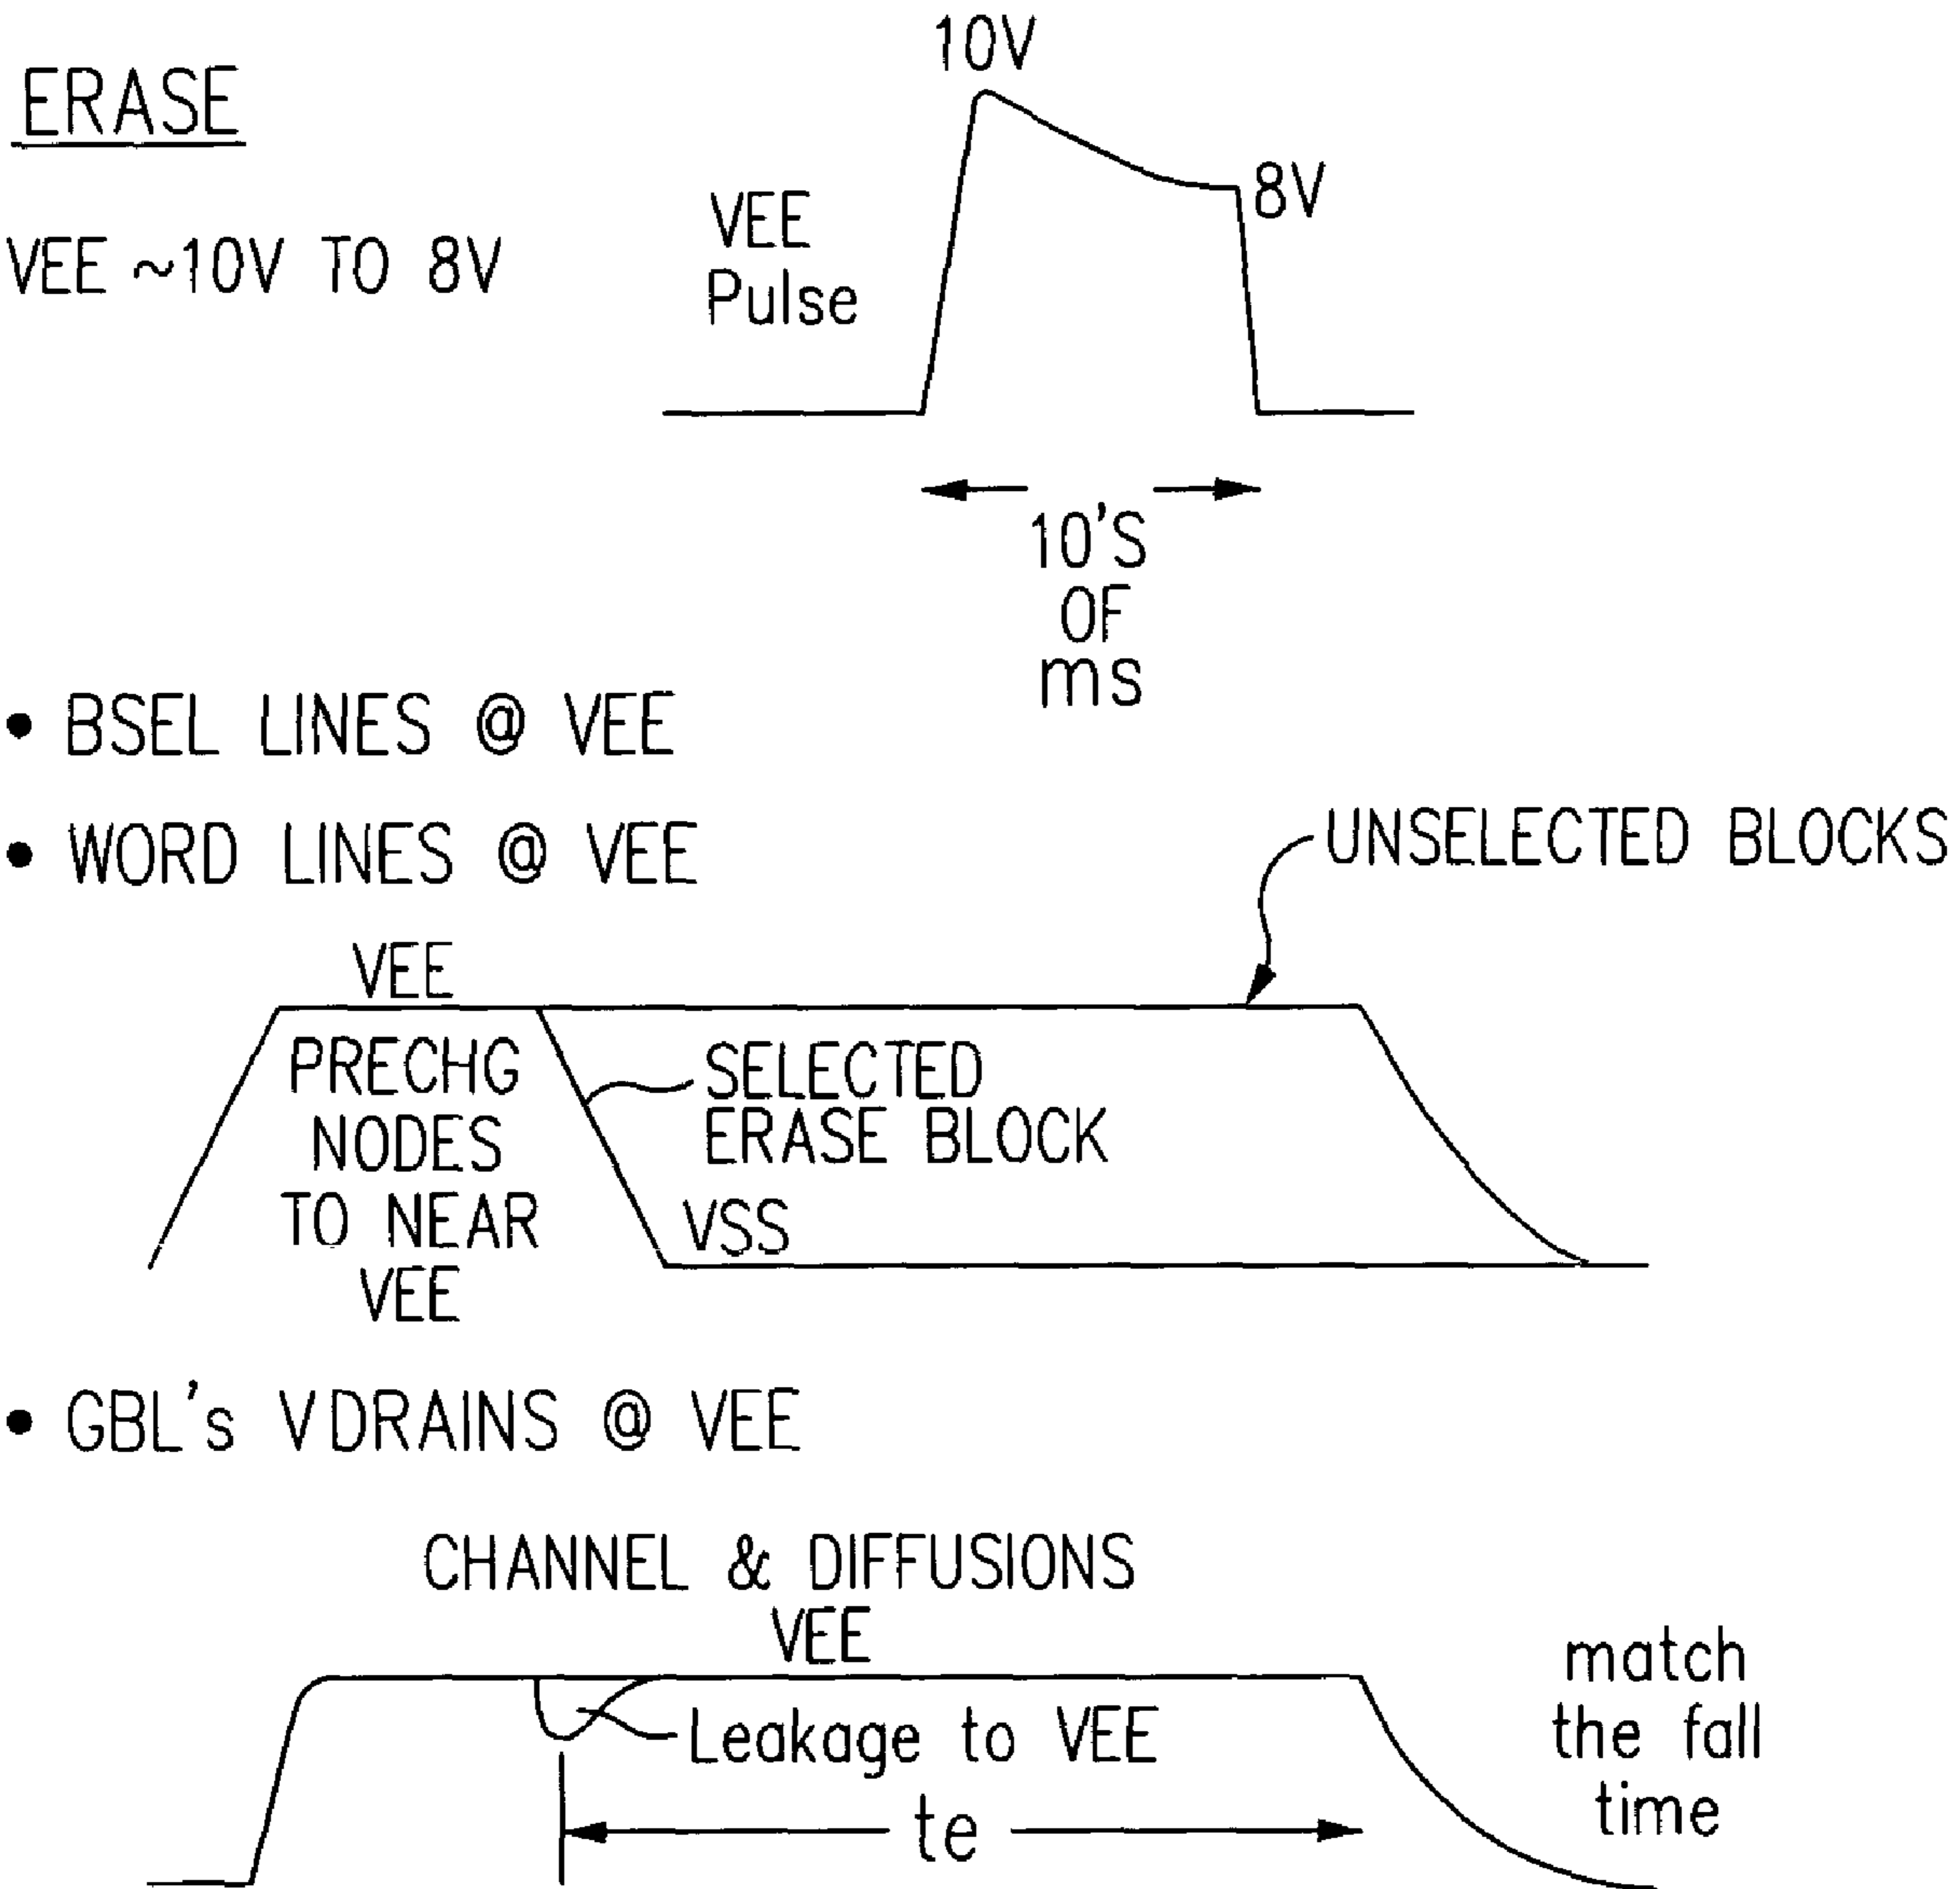 ERASE
VEE ~10V TO 8V
10V
8V
VEE
Pulse
10'S
OF
ms
• BSEL LINES @ VEE
• WORD LINES @ VEE
UNSELECTED BLOCKS
VEE
PRECHG
NODES
TO NEAR
VEE
SELECTED
ERASE BLOCK
VSS
• GBL's VDRAINS @ VEE
CHANNEL & DIFFUSIONS
VEE
Leakage to VEE
te
match
the fall
time